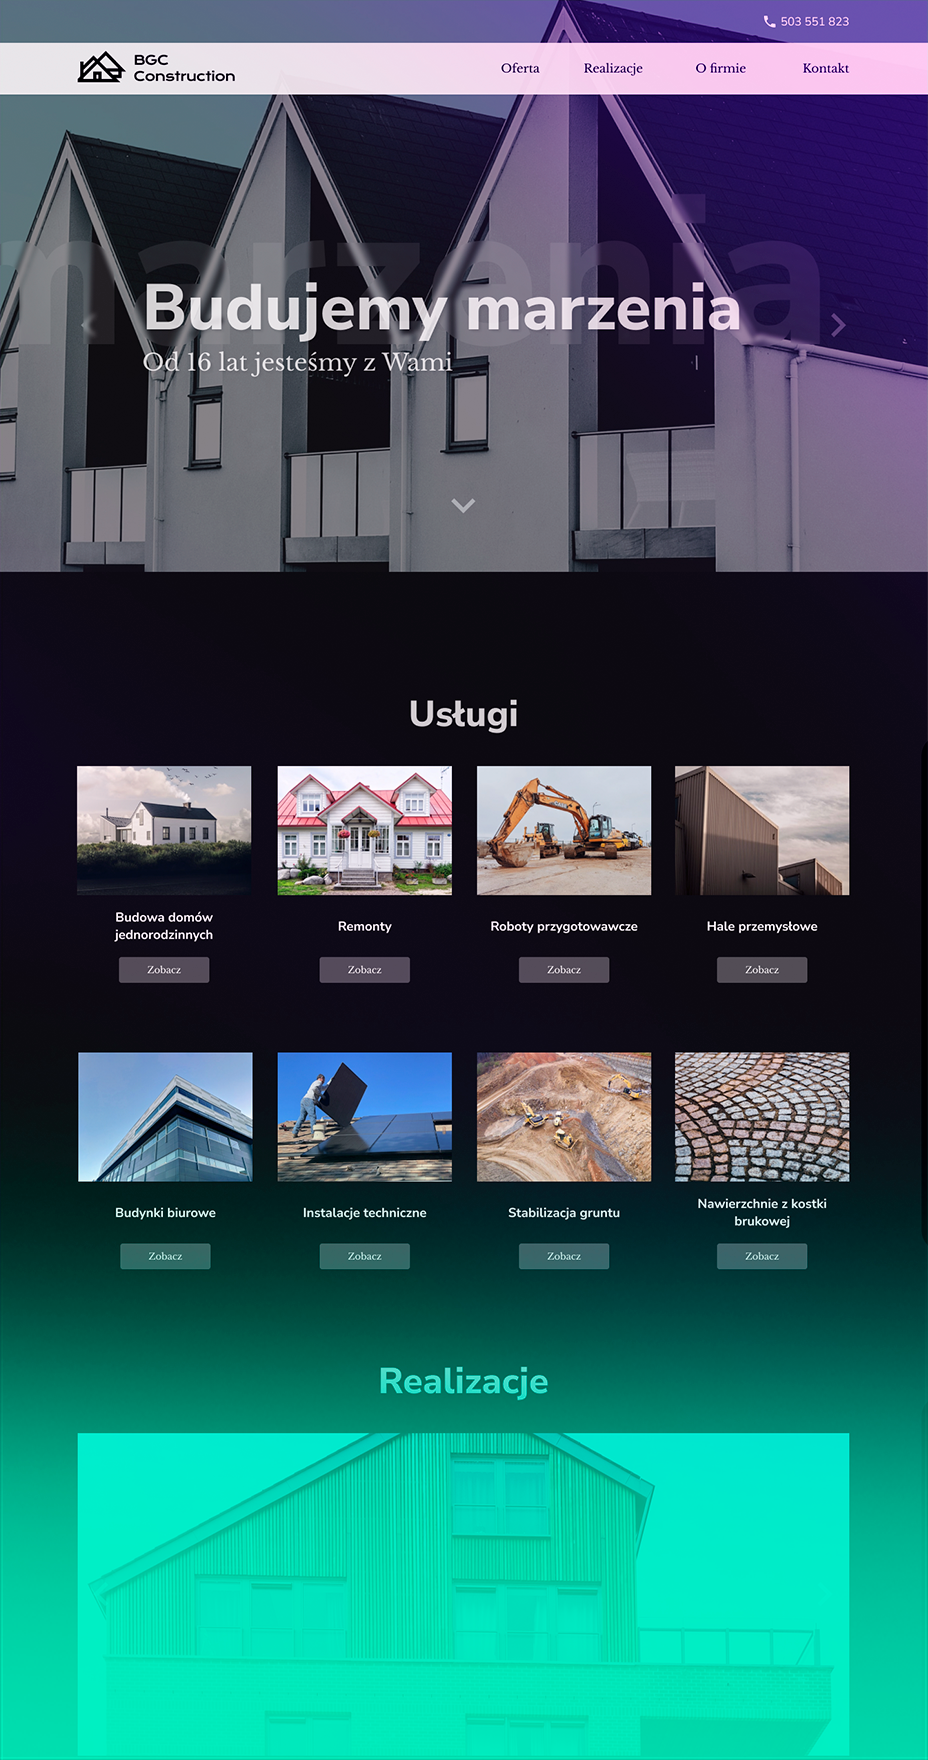 503 551 823
BGC
Construction
Oferta
Realizacje
O firmie
Kontakt
marzenia
Budujemy marzenia
Od 16 lat jesteśmy z Wami
Usługi
Budowa domów
jednorodzinnych
Remonty
Roboty przygotowawcze
Hale przemysłowe
Zobacz
Zobacz
Zobacz
Zobacz
Budynki biurowe
Instalacje techniczne
Stabilizacja gruntu
Nawierzchnie z kostki
brukowej
Zobacz
Zobacz
Zobacz
Zobacz
Realizacje